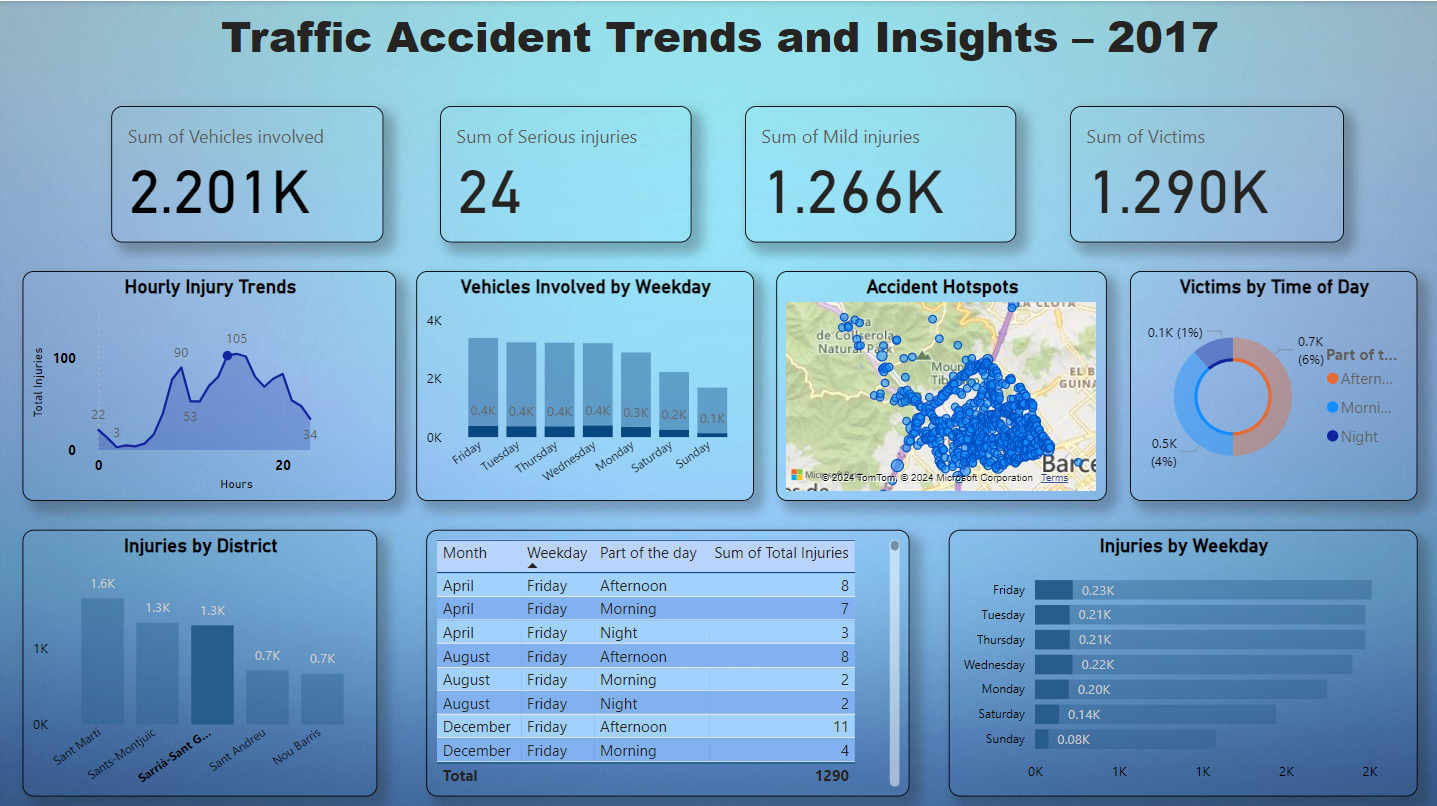 Traffic Accident Trends and Insights – 2017
Sum of Vehicles involved
2.201K
Sum of Serious injuries
24
Sum of Mild injuries
1.266K
Sum of Victims
1.290K
Hourly Injury Trends
Total Injuries
100
0
22
3
90
53
105
34
0
20
Hours
Vehicles Involved by Weekday
4K
2K
0K
0.4K
0.4K
0.4K
0.4K
0.3K
0.2K
0.1K
Friday
Tuesday
Thursday
Wednesday
Monday
Saturday
Sunday
Accident Hotspots
LA CLOTA
de Collserola
Natural Park
Moun
Tib
EL B
GUINA
Barce
Microsoft
© 2024 TomTom, © 2024 Microsoft Corporation Terms
Victims by Time of Day
0.1K (1%)
0.7K
(6%)
0.5K
(4%)
Part of t...
Aftern...
Morni...
Night
Injuries by District
1K
0K
1.6K
1.3K
1.3K
0.7K
0.7K
Sant Martí
Sants-Montjuïc
Sarrià-Sant G...
Sant Andreu
Nou Barris
Month Weekday Part of the day Sum of Total Injuries
April Friday Afternoon 8
April Friday Morning 7
April Friday Night 3
August Friday Afternoon 8
August Friday Morning 2
August Friday Night 2
December Friday Afternoon 11
December Friday Morning 4
Total 1290
Injuries by Weekday
Friday 0.23K
Tuesday 0.21K
Thursday 0.21K
Wednesday 0.22K
Monday 0.20K
Saturday 0.14K
Sunday 0.08K
0K 1K 1K 2K 2K